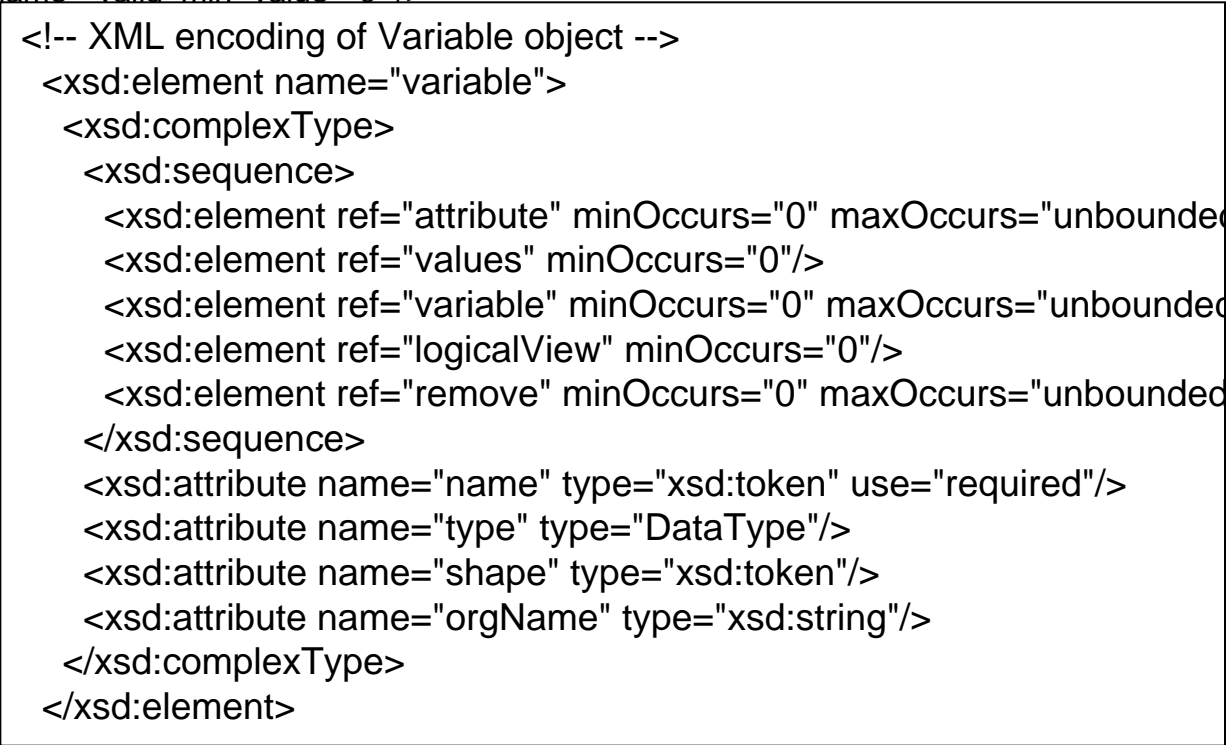 <!-- XML encoding of Variable object -->
<xsd:element name="variable">
<xsd:complexType>
<xsd:sequence>
<xsd:element ref="attribute" minOccurs="0" maxOccurs="unbounded
<xsd:element ref="values" minOccurs="0"/>
<xsd:element ref="variable" minOccurs="0" maxOccurs="unbounded
<xsd:element ref="logicalView" minOccurs="0"/>
<xsd:element ref="remove" minOccurs="0" maxOccurs="unbounded
</xsd:sequence>
<xsd:attribute name="name" type="xsd:token" use="required"/>
<xsd:attribute name="type" type="DataType"/>
<xsd:attribute name="shape" type="xsd:token"/>
<xsd:attribute name="orgName" type="xsd:string"/>
</xsd:complexType>
</xsd:element>